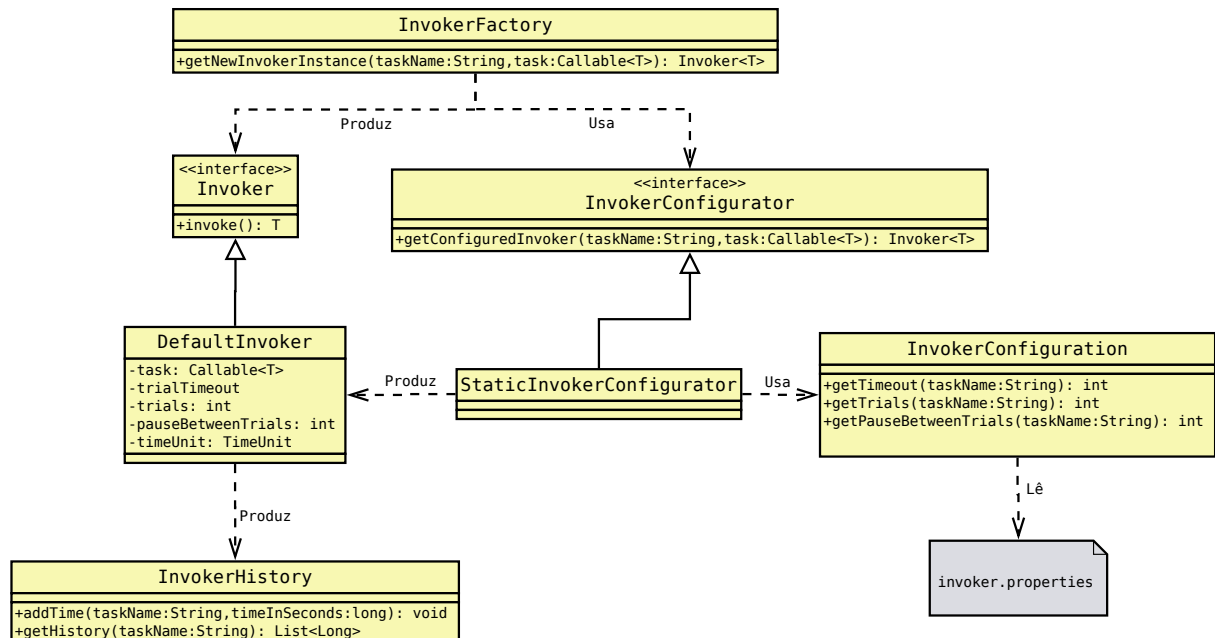 InvokerFactory
+getNewInvokerInstance(taskName:String,task:Callable<T>): Invoker<T>
Produz
Usa
<<interface>>
Invoker
+invoke(): T
<<interface>>
InvokerConfigurator
+getConfiguredInvoker(taskName:String,task:Callable<T>): Invoker<T>
DefaultInvoker
-task: Callable<T>
-trialTimeout
-trials: int
-pauseBetweenTrials: int
-timeUnit: TimeUnit
Produz
StaticInvokerConfigurator
Usa
InvokerConfiguration
+getTimeout(taskName:String): int
+getTrials(taskName:String): int
+getPauseBetweenTrials(taskName:String): int
Produz
Lê
InvokerHistory
+addTime(taskName:String,timeInSeconds:long): void
+getHistory(taskName:String): List<Long>
invoker.properties